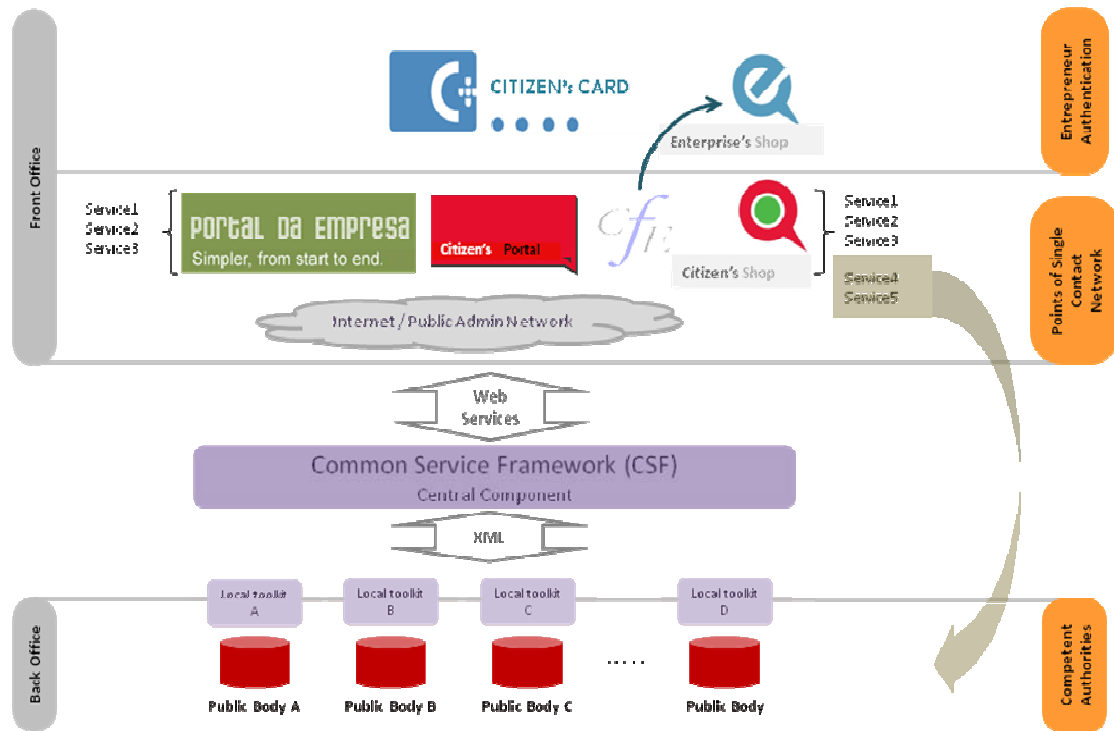 Front Office
CITIZEN's CARD
Enterprise's Shop
Entrepreneur
Authentication
Service1
Service2
Service3
PORTAL DA EMPRESA
Simpler, from start to end.
Citizen's Portal
Citizen's Shop
Service1
Service2
Service3
Service4
Service5
Points of Single
Contact
Network
Internet / Public Admin Network
Web
Services
Common Service Framework (CSF)
Central Component
XML
Back Office
Local toolkit
A
Local toolkit
B
Local toolkit
C
Local toolkit
D
.....
Public Body A
Public Body B
Public Body C
Public Body
Competent
Authorities